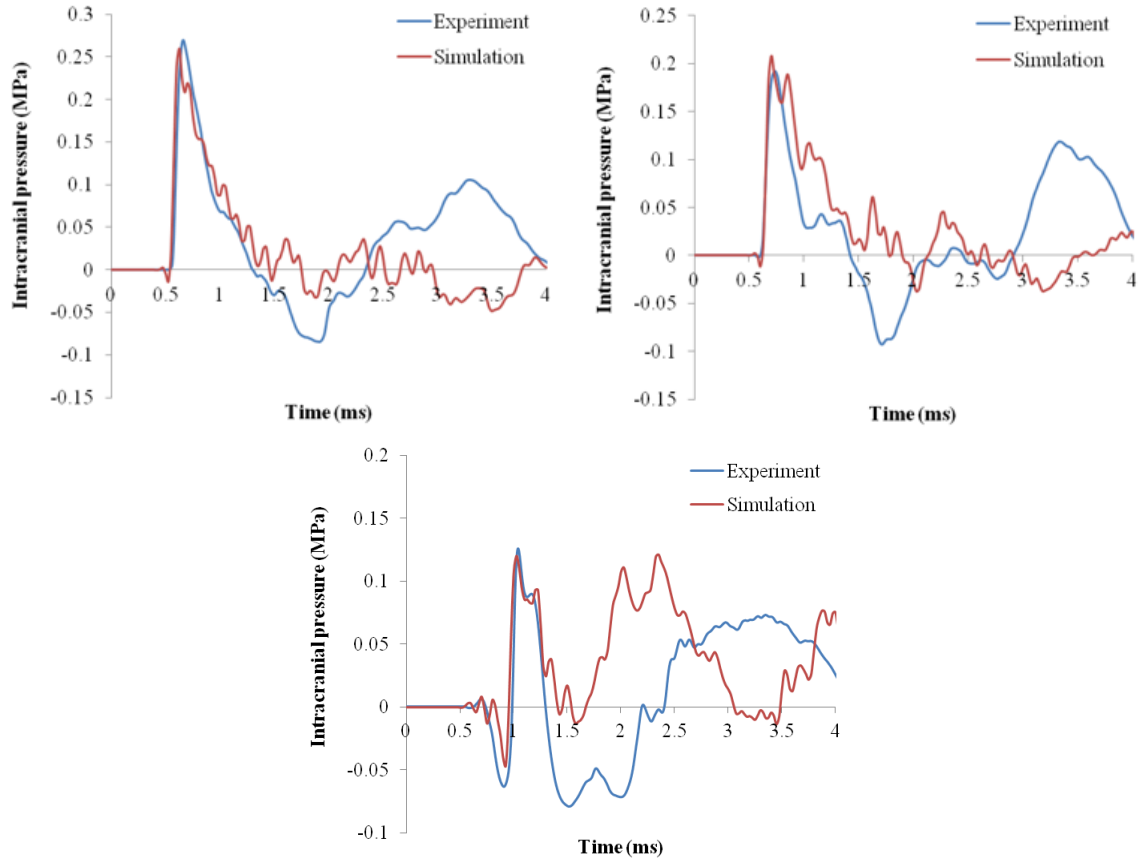 Experiment
Simulation
Intracranial pressure (MPa)
0.3
0.25
0.2
0.15
0.1
0.05
0
-0.05
-0.1
-0.15
0 0.5 1 1.5 2 2.5 3 3.5 4
Time (ms)
Experiment
Simulation
Intracranial pressure (MPa)
0.25
0.2
0.15
0.1
0.05
0
-0.05
-0.1
-0.15
0 0.5 1 1.5 2 2.5 3 3.5 4
Time (ms)
Experiment
Simulation
Intracranial pressure (MPa)
0.2
0.15
0.1
0.05
0
-0.05
-0.1
0 0.5 1 1.5 2 2.5 3 3.5 4
Time (ms)